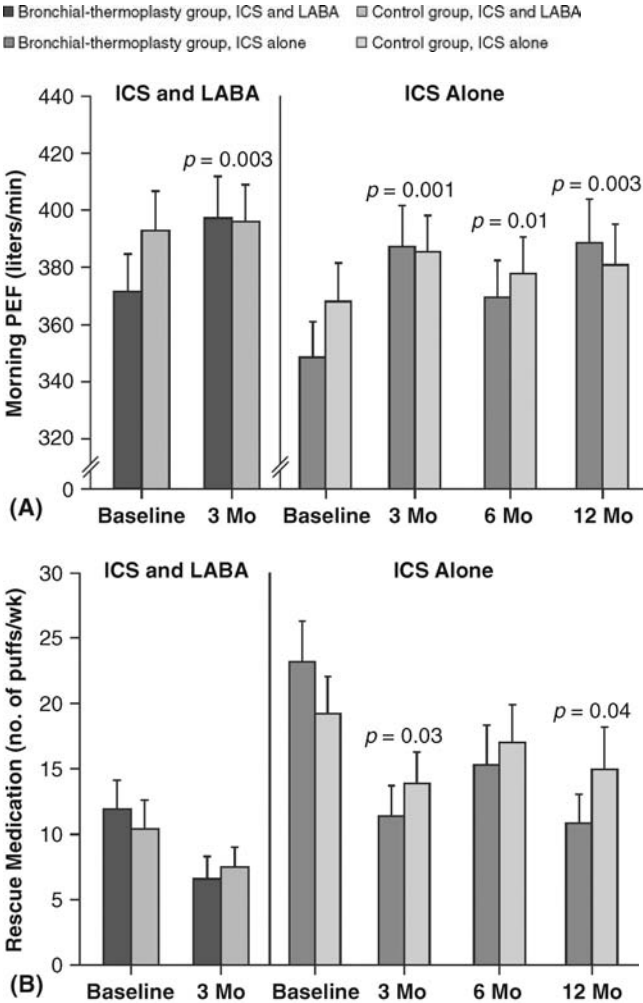 Bronchial-thermoplasty group, ICS and LABA Control group, ICS and LABA
Bronchial-thermoplasty group, ICS alone Control group, ICS alone
ICS and LABA ICS Alone
Morning PEF (liters/min)
440
420
400
380
360
340
320
0
p = 0.003
p = 0.001
p = 0.01
p = 0.003
Baseline 3 Mo Baseline 3 Mo 6 Mo 12 Mo
(A)
ICS and LABA ICS Alone
Rescue Medication (no. of puffs/wk)
30
25
20
15
10
5
0
p = 0.03
p = 0.04
Baseline 3 Mo Baseline 3 Mo 6 Mo 12 Mo
(B)